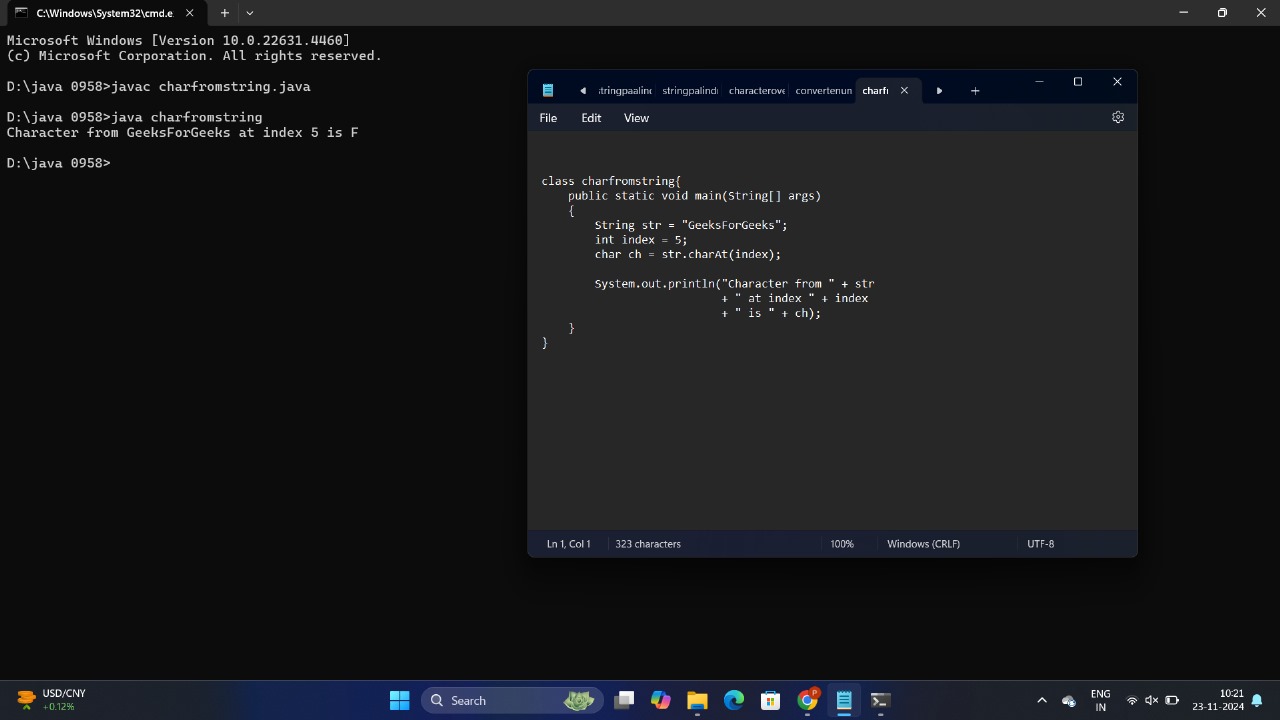 C:\Windows\System32\cmd.e
Microsoft Windows [Version 10.0.22631.4460]
(c) Microsoft Corporation. All rights reserved.
D:\java 0958>javac charfromstring.java
D:\java 0958>java charfromstring
Character from GeeksForGeeks at index 5 is F
D:\java 0958>
tringpaalinc stringpalindi characterove convertenun charfı
File Edit View
class charfromstring{
public static void main(String[] args)
{
String str = "GeeksForGeeks";
int index = 5;
char ch = str.charAt(index);
System.out.println("Character from " + str
+ " at index " + index
+ " is " + ch);
}
}
Ln 1, Col 1 323 characters 100% Windows (CRLF) UTF-8
USD/CNY
+0.12%
Search
ENG
IN
10:21
23-11-2024